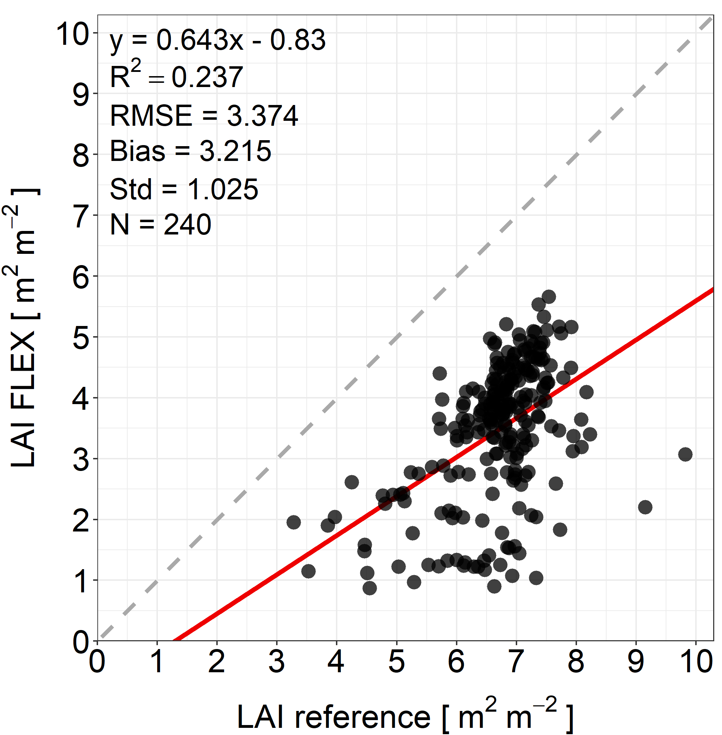 y = 0.643x - 0.83
R² = 0.237
RMSE = 3.374
Bias = 3.215
Std = 1.025
N = 240
10
9
8
7
6
5
4
3
2
1
0
LAI FLEX [ m² m⁻² ]
0 1 2 3 4 5 6 7 8 9 10
LAI reference [ m² m⁻² ]